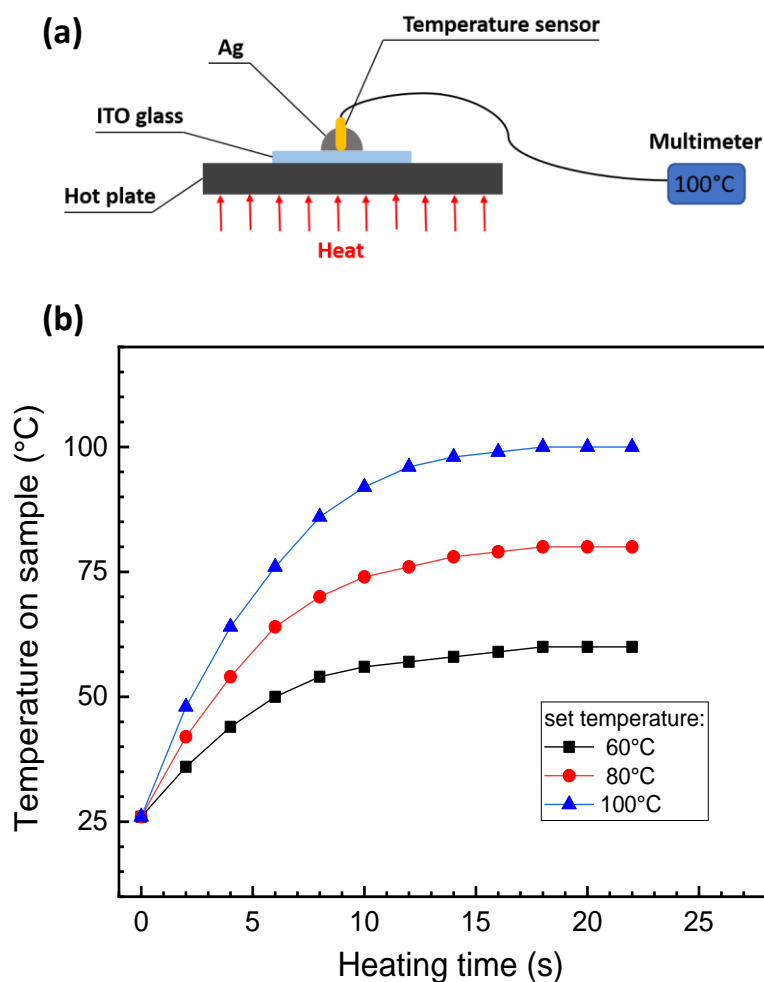 (a)
Temperature sensor
Ag
ITO glass
Multimeter
100°C
Hot plate
Heat
(b)
Temperature on sample (°C)
100
75
50
25
set temperature:
60°C
80°C
100°C
0 5 10 15 20 25
Heating time (s)